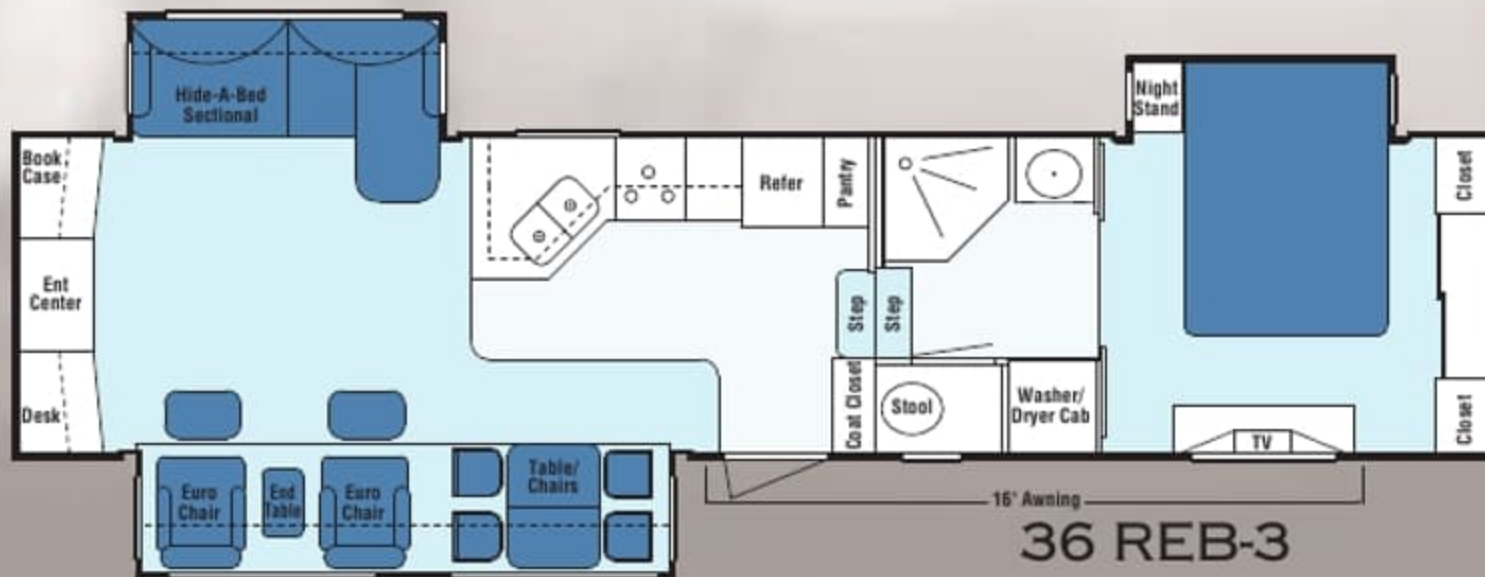 Hide-A-Bed
Sectional
Night
Stand
Book
Case
Refer
Pantry
Closet
Ent
Center
Step
Step
Desk
Coat Closet
Stool
Washer/
Dryer Cab
TV
Closet
Euro
Chair
End
Table
Euro
Chair
Table/
Chairs
16' Awning
36 REB-3